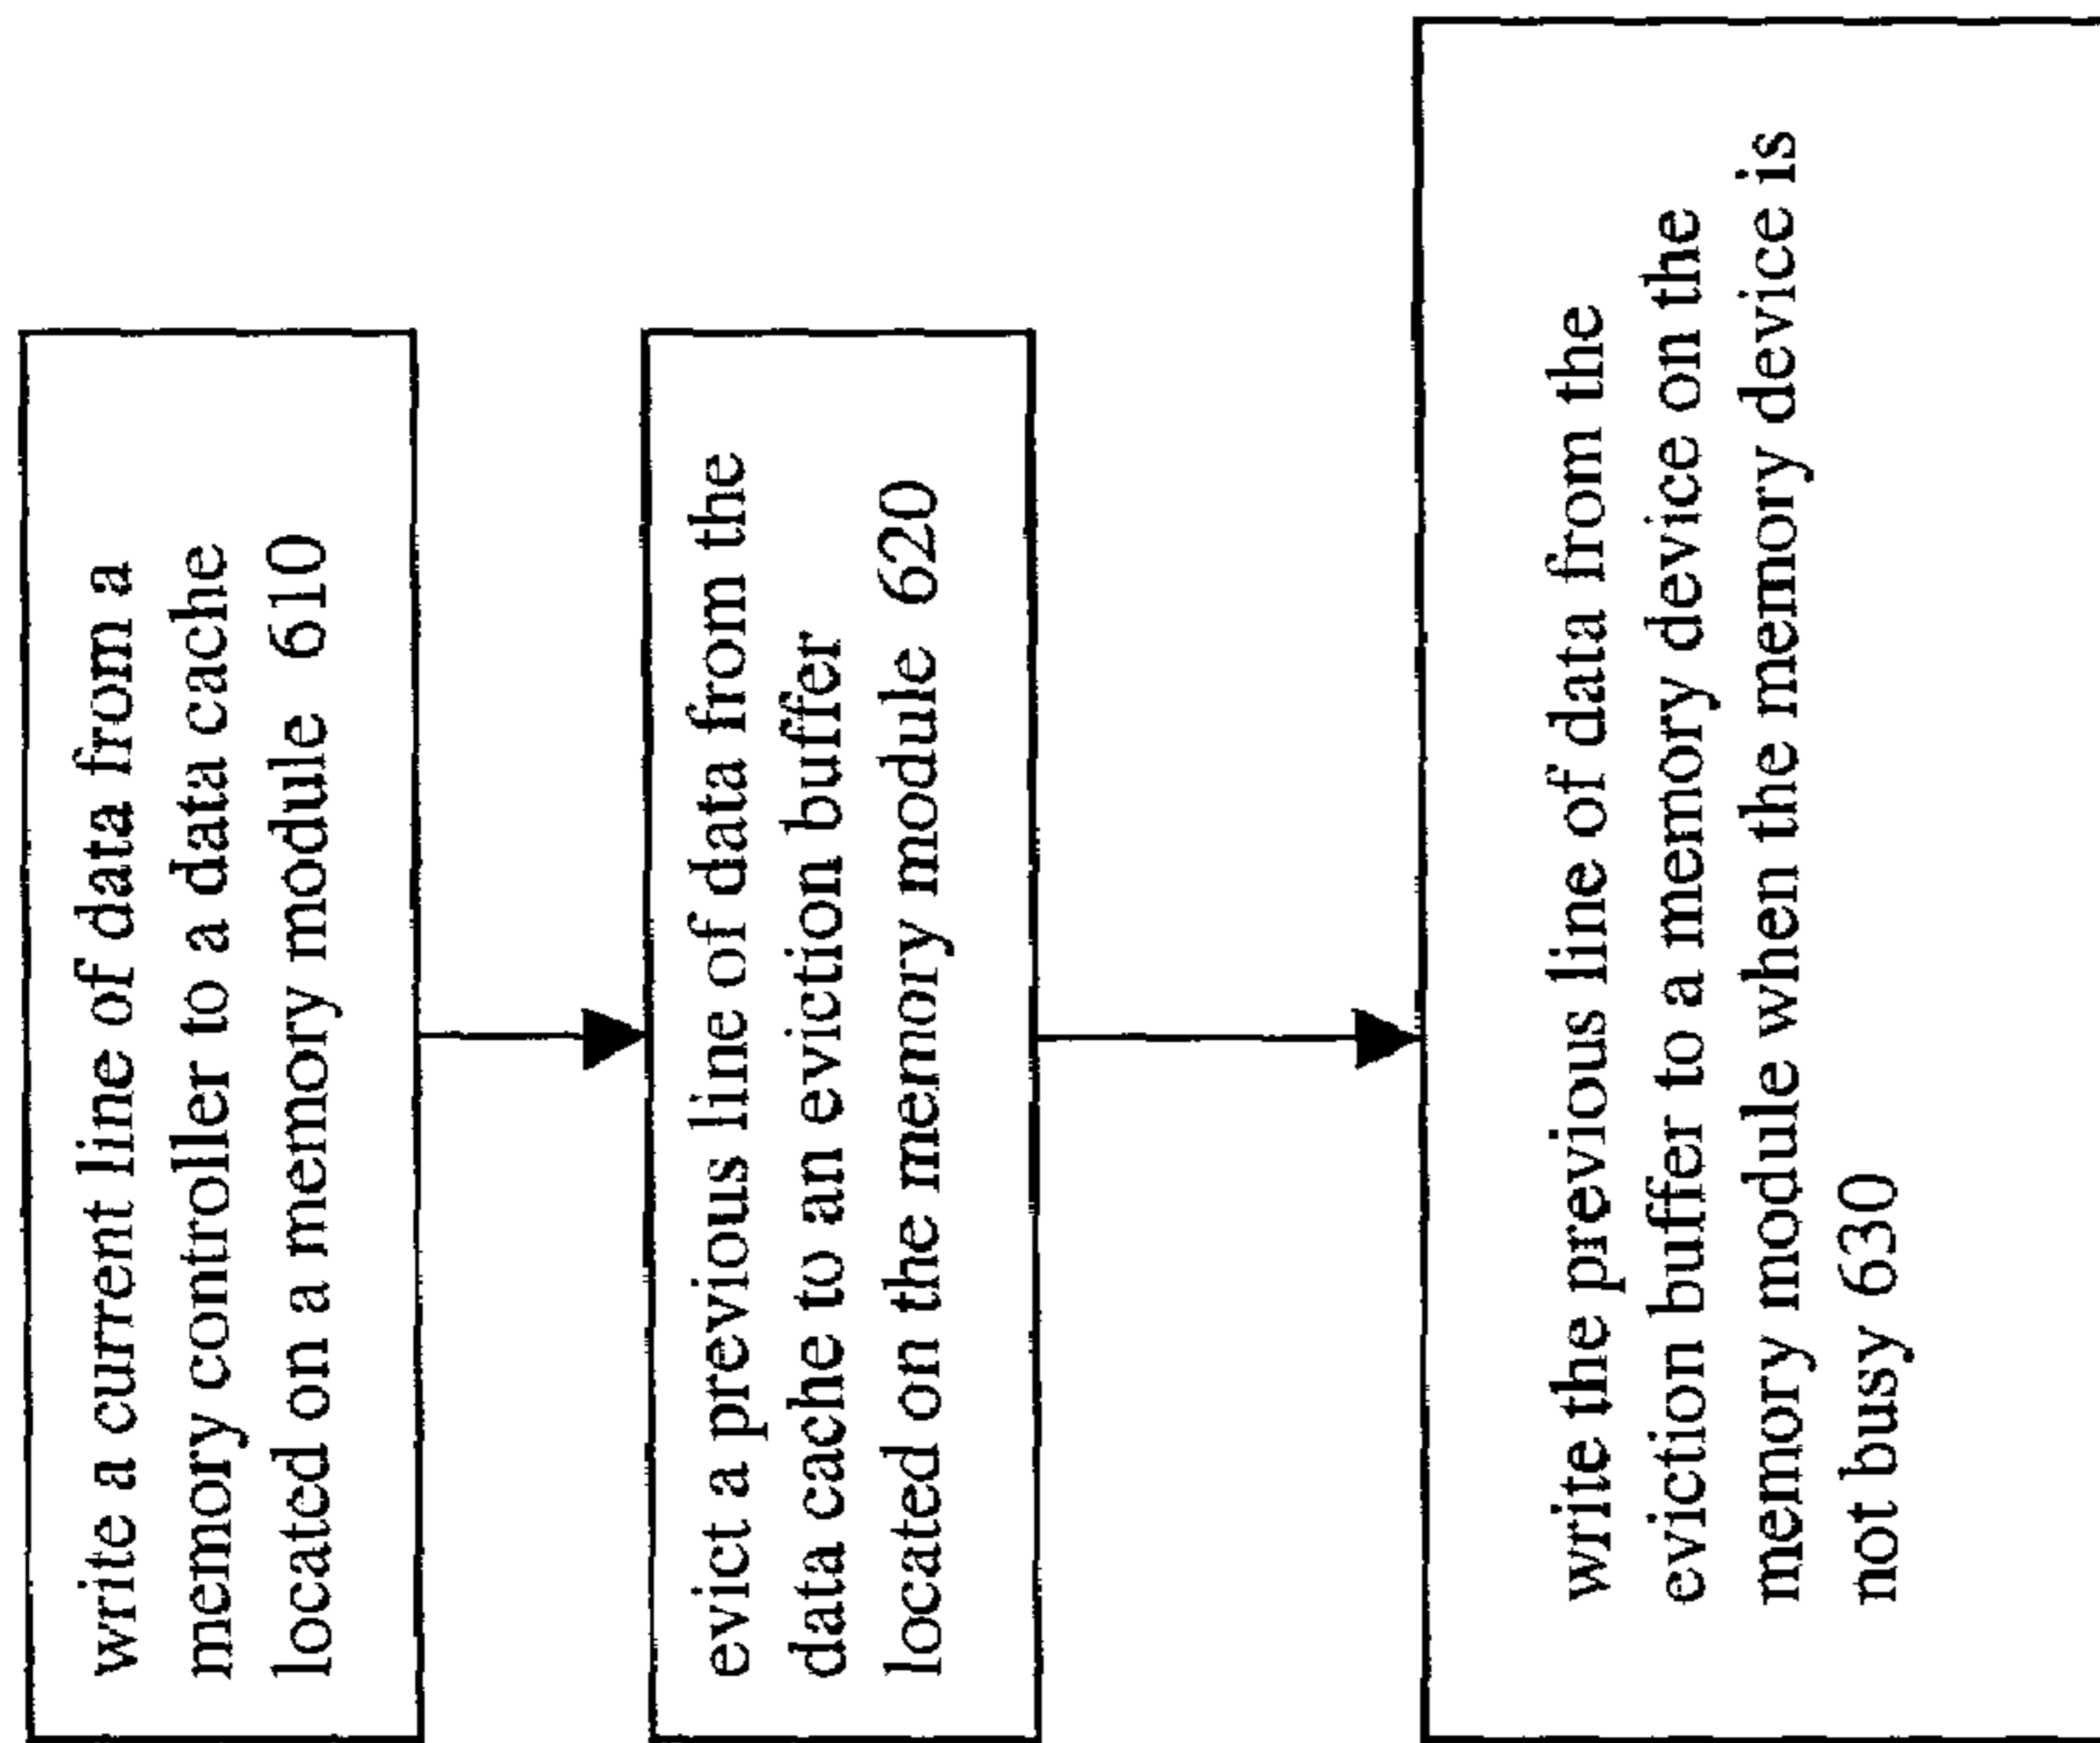 write a current line of data from a
memory controller to a data cache
located on a memory module 610
evict a previous line of data from the
data cache to an eviction buffer
located on the memory module 620
write the previous line of data from the
eviction buffer to a memory device on the
memory module when the memory device is
not busy 630